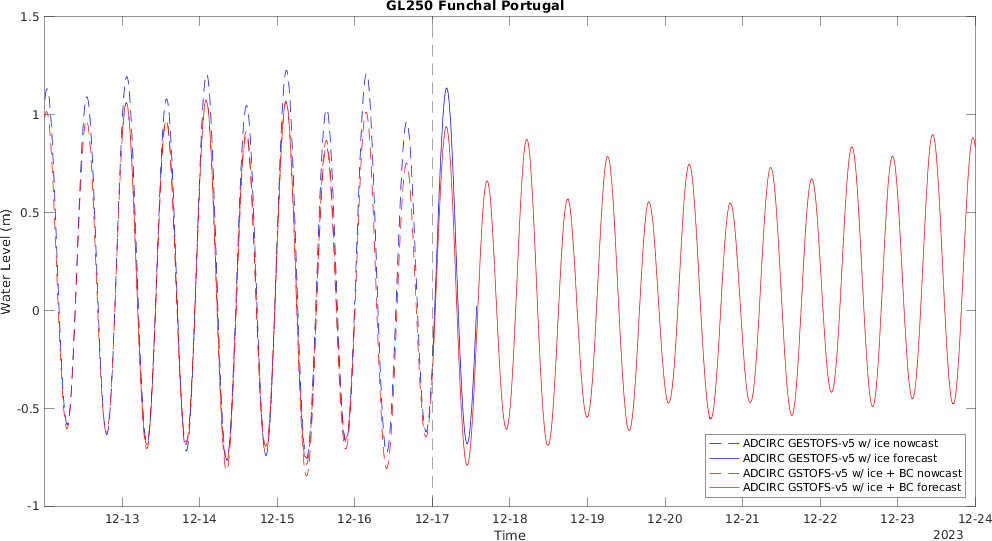 GL250 Funchal Portugal
1.5
1
0.5
0
-0.5
-1
Water Level (m)
12-13 12-14 12-15 12-16 12-17 12-18 12-19 12-20 12-21 12-22 12-23 12-24
Time
2023
ADCIRC GESTOFS-v5 w/ ice nowcast
ADCIRC GESTOFS-v5 w/ ice forecast
ADCIRC GSTOFS-v5 w/ ice + BC nowcast
ADCIRC GSTOFS-v5 w/ ice + BC forecast